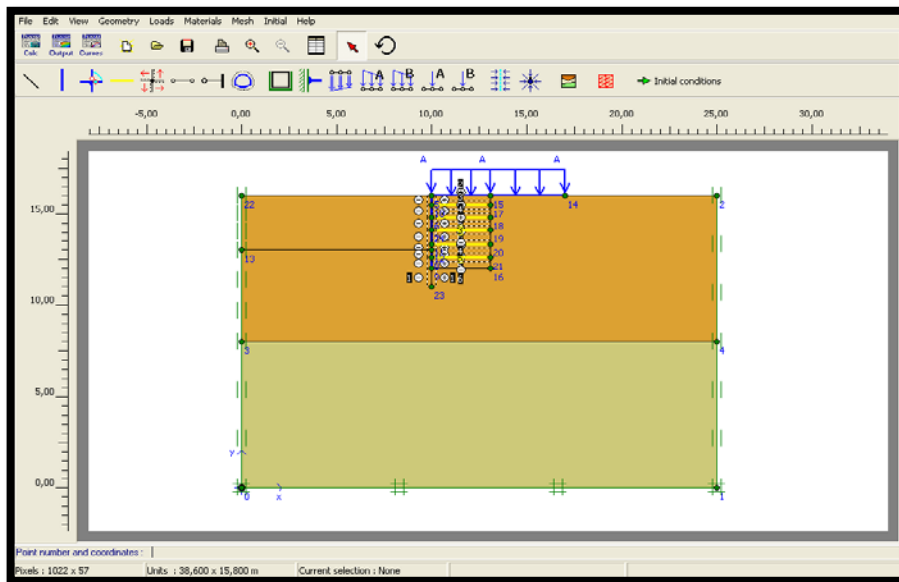 File Edit View Geometry Loads Materials Mesh Initial Help
Calc Output Curves
A B A B Initial conditions
-5,00 0,00 10,00 15,00 20,00 25,00 30,00
A A A
15,00
22 15 14 2
17
18
13 19
20
21
16
10,00
23
3 4
5,00
y
0,00
0 x 1
Point number and coordinates :
Pixels : 1022 x 57 Units : 38,600 x 15,800 m Current selection : None